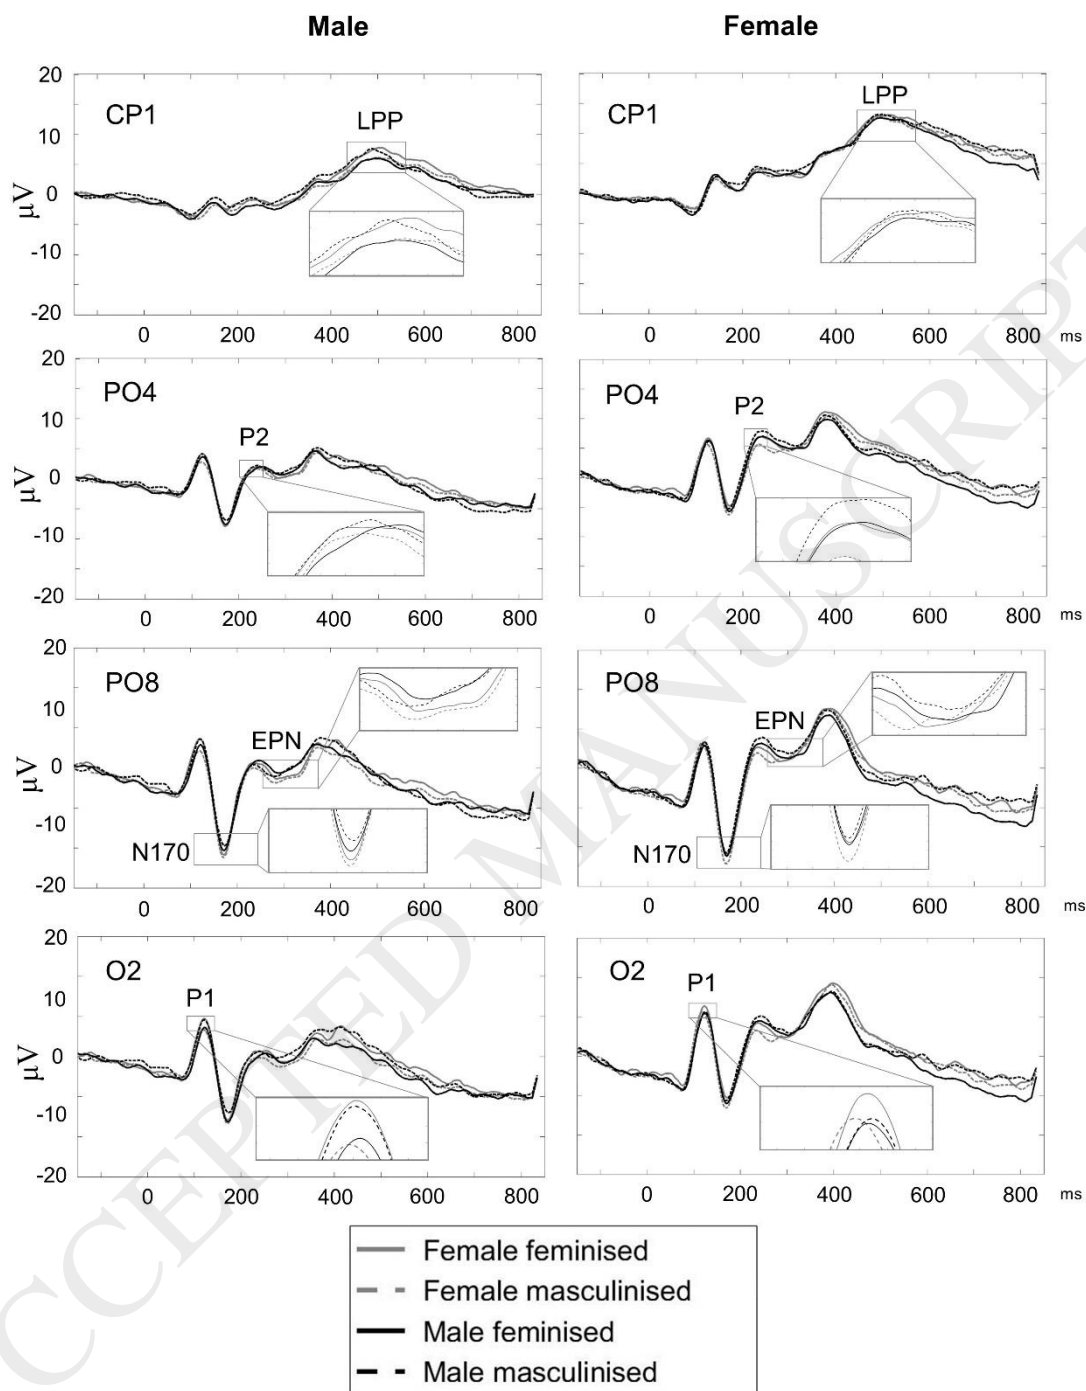 Male Female
20
CP1 LPP LPP
10
CP1
0
µV
-10
-20
0 200 400 600 800 0 200 400 600 800 ms
20
PO4 PO4
10
P2 P2
0
µV
-10
-20
0 200 400 600 800 0 200 400 600 800 ms
20
PO8 PO8
10
EPN EPN
0
µV
-10
N170 N170
-20
0 200 400 600 800 0 200 400 600 800 ms
20
O2 O2
10
P1 P1
0
µV
-10
-20
0 200 400 600 800 0 200 400 600 800
Female feminised
Female masculinised
Male feminised
Male masculinised
CCEPTED MANUSCRIPT